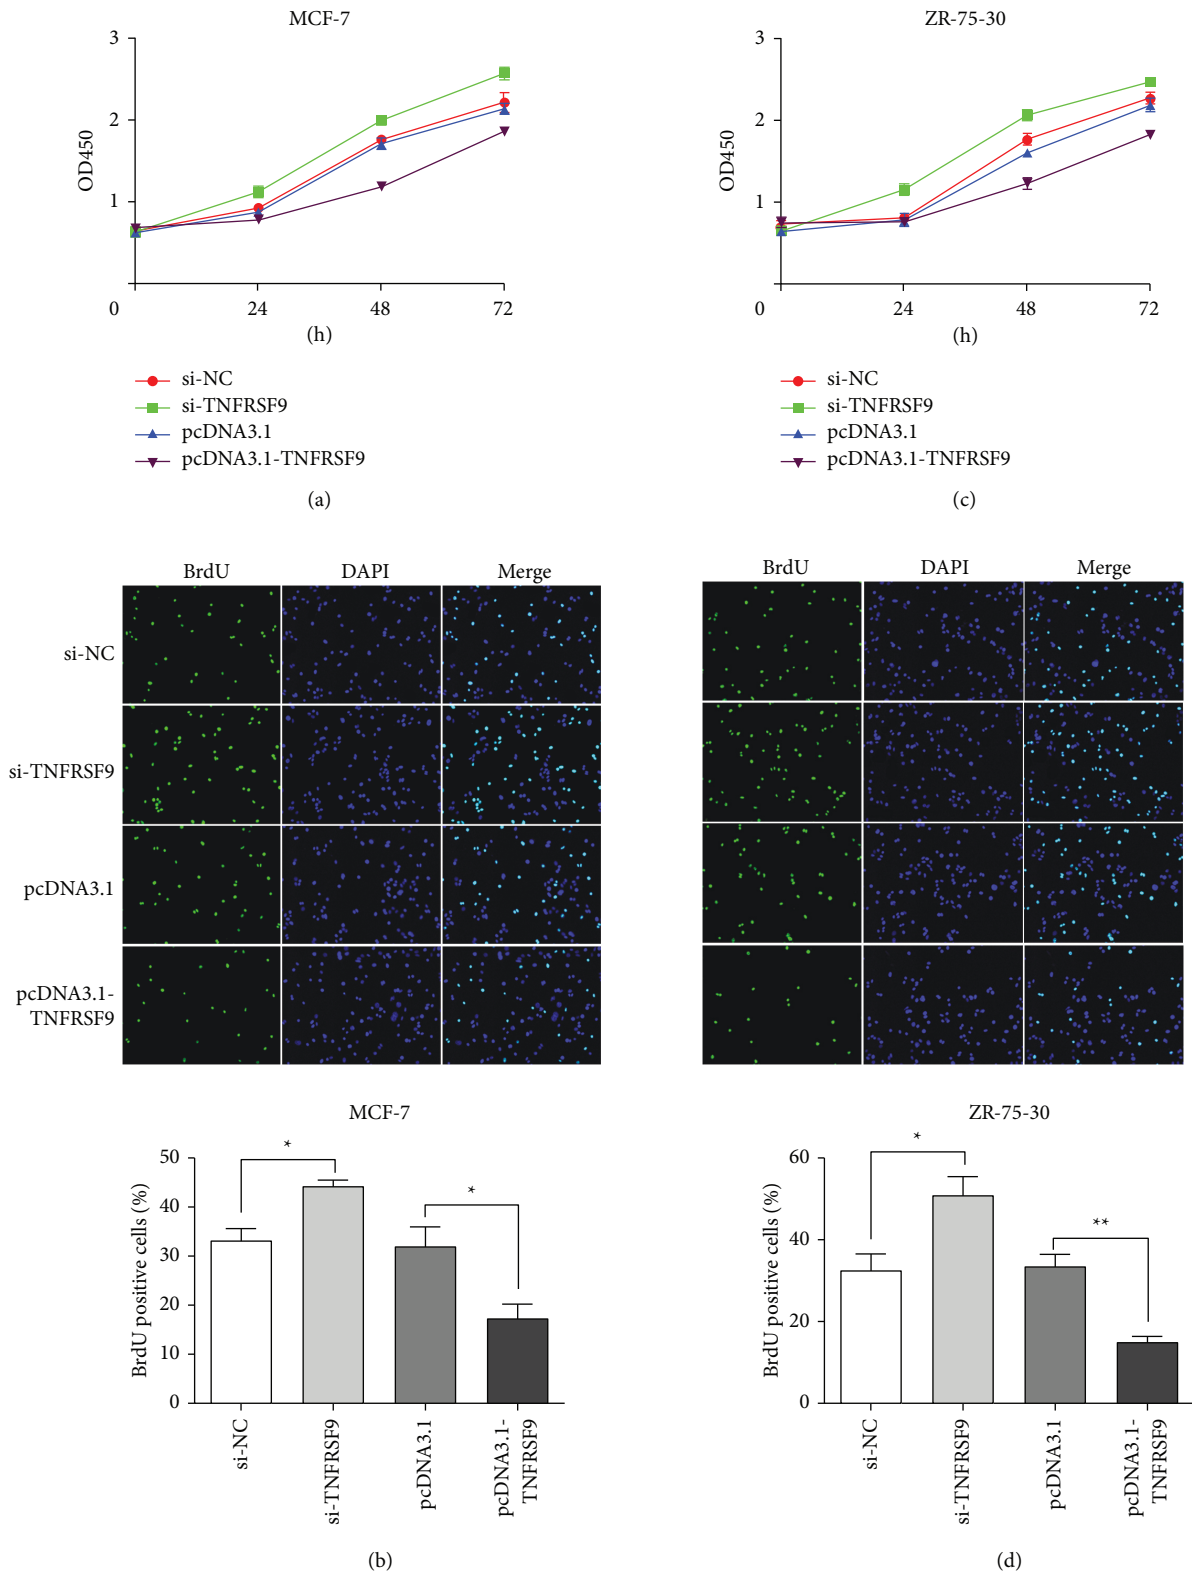 MCF-7
OD450
3
2
1
0
24
48
72
(h)
si-NC
si-TNFRSF9
pcDNA3.1
pcDNA3.1-TNFRSF9
(a)
ZR-75-30
OD450
3
2
1
0
24
48
72
(h)
si-NC
si-TNFRSF9
pcDNA3.1
pcDNA3.1-TNFRSF9
(c)
BrdU
DAPI
Merge
si-NC
si-TNFRSF9
pcDNA3.1
pcDNA3.1-
TNFRSF9
MCF-7
BrdU positive cells (%)
50
40
30
20
10
0
*
*
si-NC
si-TNFRSF9
pcDNA3.1
pcDNA3.1-
TNFRSF9
(b)
BrdU
DAPI
Merge
ZR-75-30
BrdU positive cells (%)
60
40
20
0
*
**
si-NC
si-TNFRSF9
pcDNA3.1
pcDNA3.1-
TNFRSF9
(d)